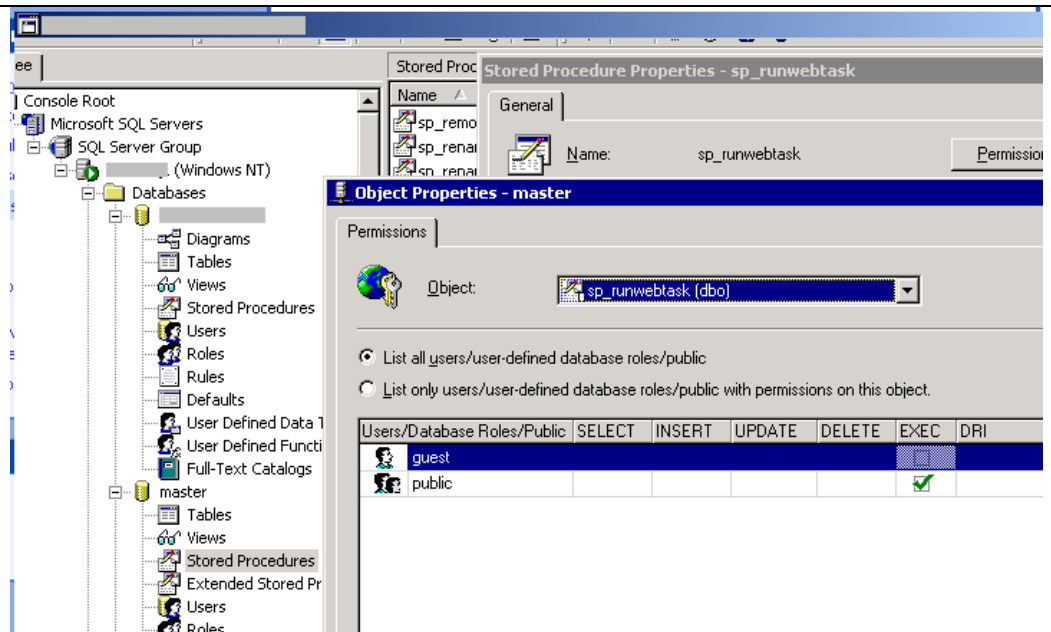 ee
Stored Proc
Stored Procedure Properties - sp_runwebtask
Console Root
Microsoft SQL Servers
SQL Server Group
(Windows NT)
Databases
Diagrams
Tables
Views
Stored Procedures
Users
Roles
Rules
Defaults
User Defined Data T
User Defined Functi
Full-Text Catalogs
master
Tables
Views
Stored Procedures
Extended Stored Pr
Users
Roles
Name
sp_remo
sp_renai
sp_renai
General
Name: sp_runwebtask
Permission
Object Properties - master
Permissions
Object: sp_runwebtask (dbo)
List all users/user-defined database roles/public
List only users/user-defined database roles/public with permissions on this object.
Users/Database Roles/Public SELECT INSERT UPDATE DELETE EXEC DRI
guest
public